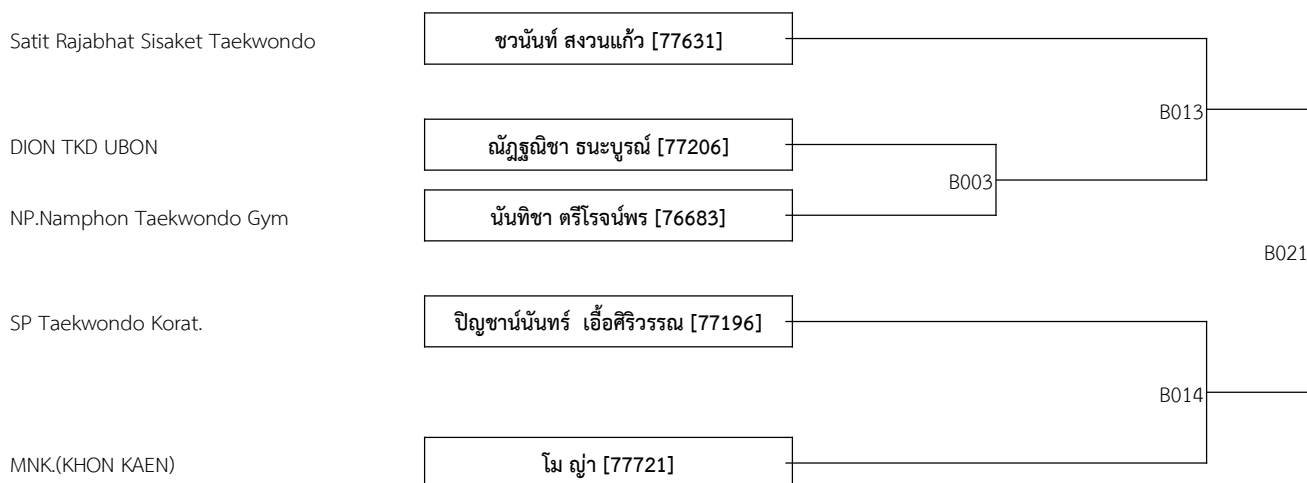 Satit Rajabhat Sisaket Taekwondo
ชวนันท์ สงวนแก้ว [77631]
B013
DION TKD UBON
ณัฏฐณิชา ธนะบูรณ์ [77206]
B003
NP.Namphon Taekwondo Gym
นันทิชา ตรีโรจน์พร [76683]
B021
SP Taekwondo Korat.
ปิญชาน์นันทร์  เอื้อศิริวรรณ [77196]
B014
MNK.(KHON KAEN)
โม ญ่า [77721]